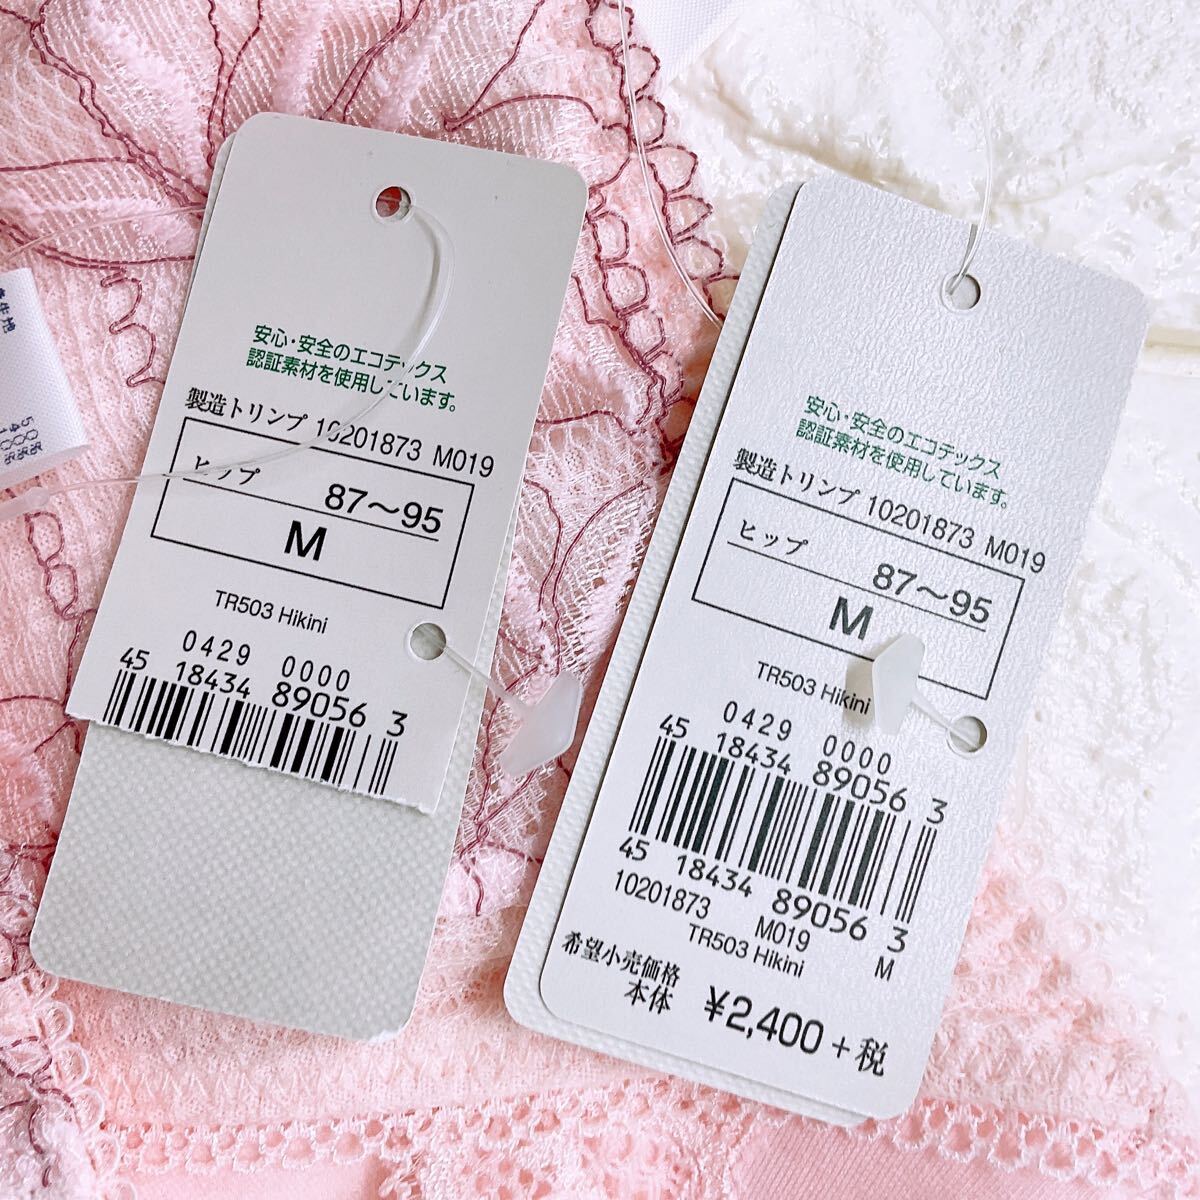 安心・安全のエコテックス
認証素材を使用しています。
製造トリンプ 10201873 M019
ヒップ 87～95
M
TR503 Hikini
0429 0000
45 18434 89056 3
安心・安全のエコテックス
認証素材を使用しています。
製造トリンプ 10201873 M019
ヒップ 87～95
M
TR503 Hikini
0429 0000
45 18434 89056 3
45 18434 89056 3
10201873 M019 M
TR503 Hikini
希望小売価格
本体 ¥2,400+税